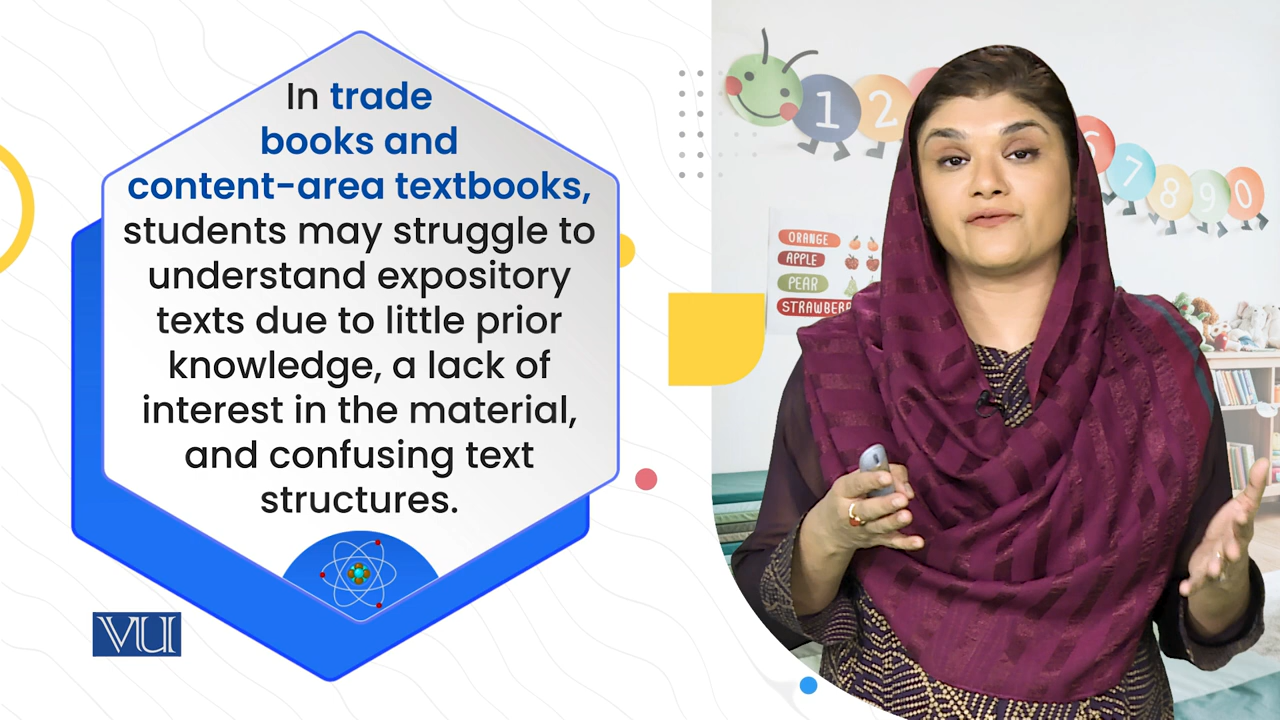 In trade
books and
content-area textbooks,
students may struggle to
understand expository
texts due to little prior
knowledge, a lack of
interest in the material,
and confusing text
structures.
VU
1 2
6 7 8 9 0
ORANGE
APPLE
PEAR
STRAWBERR